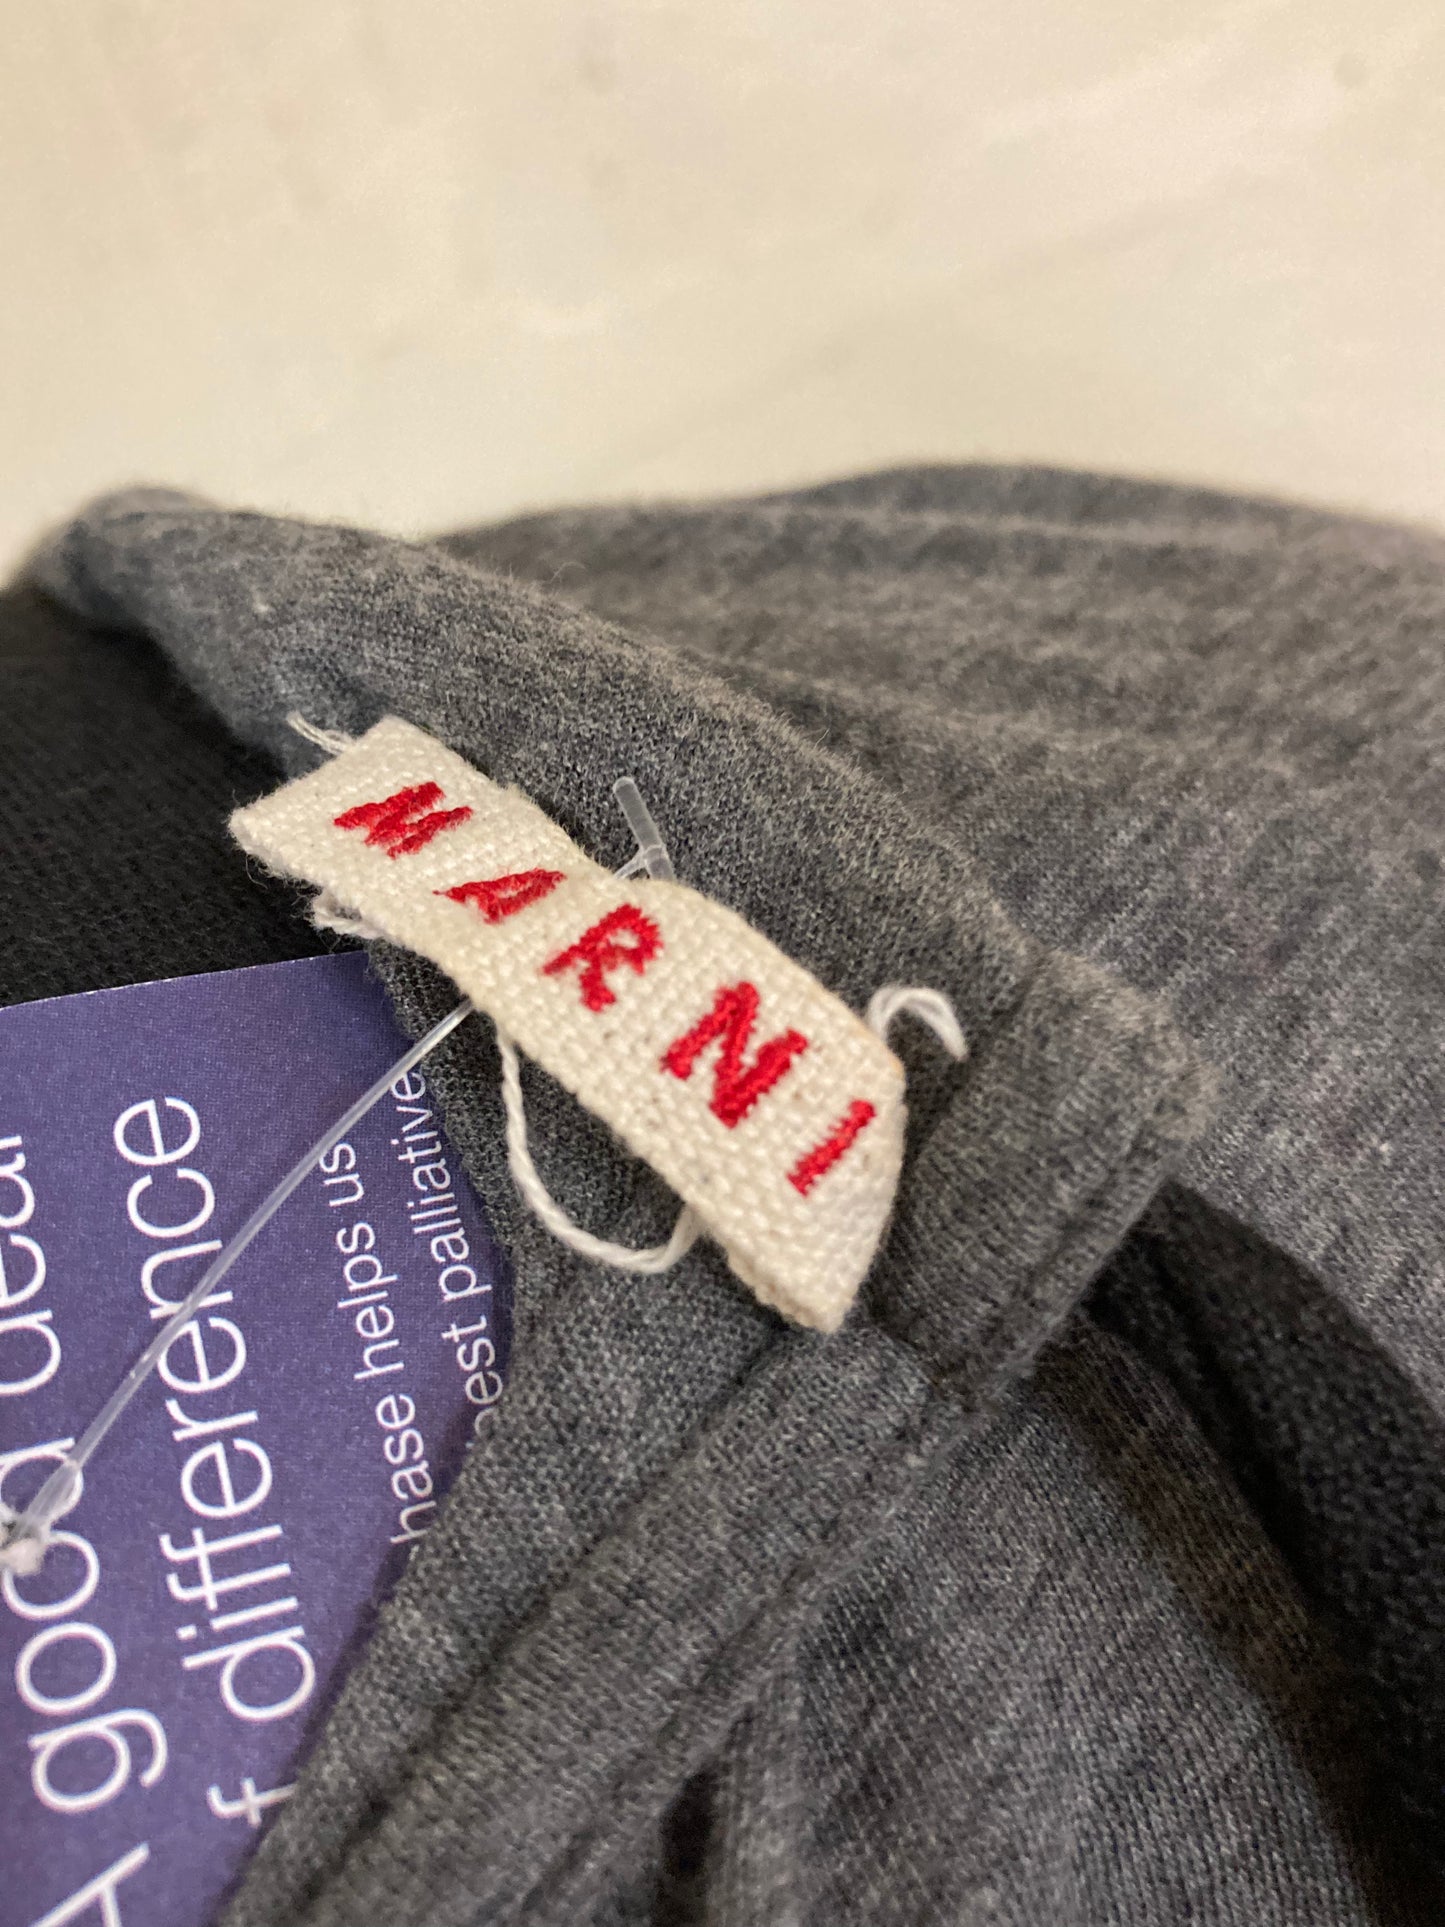 MARNI
A good deal
f difference
hase helps us
est palliative